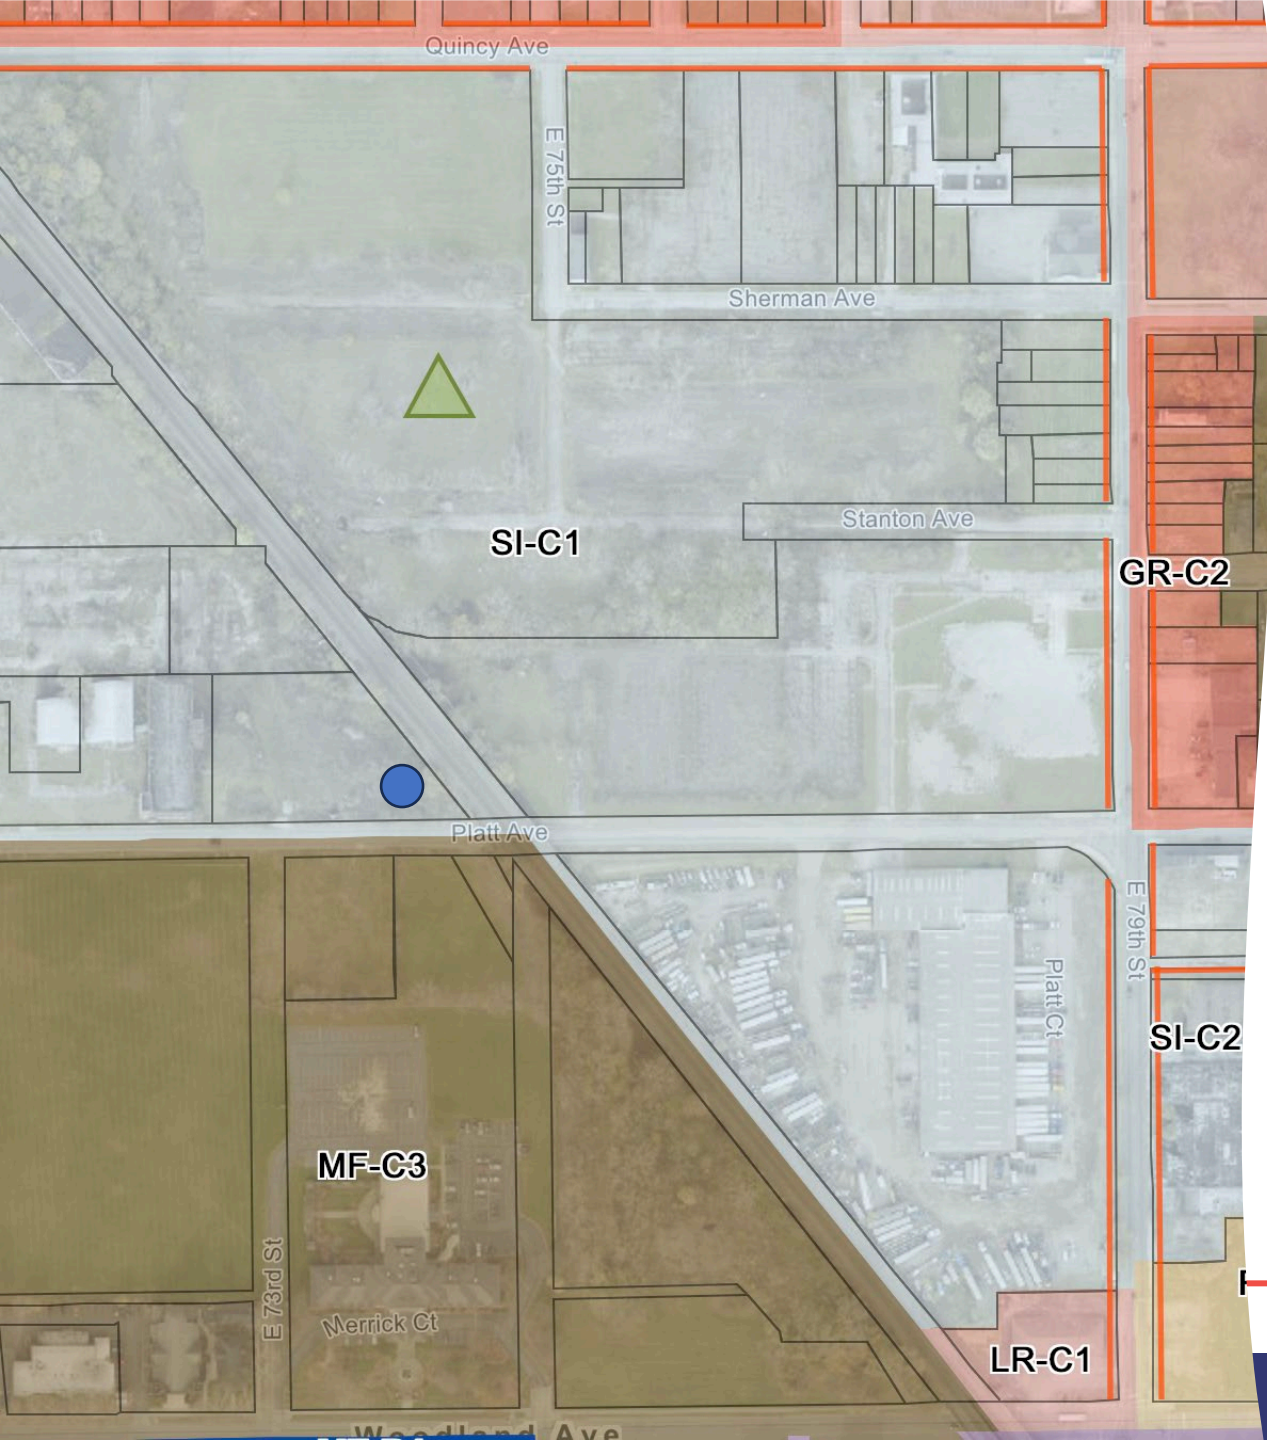 Quincy Ave
E 75th St
Sherman Ave
Stanton Ave
SI-C1
GR-C2
Platt Ave
E 79th St
Platt Ct
SI-C2
MF-C3
E 73rd St
Merrick Ct
LR-C1
Woodland Ave